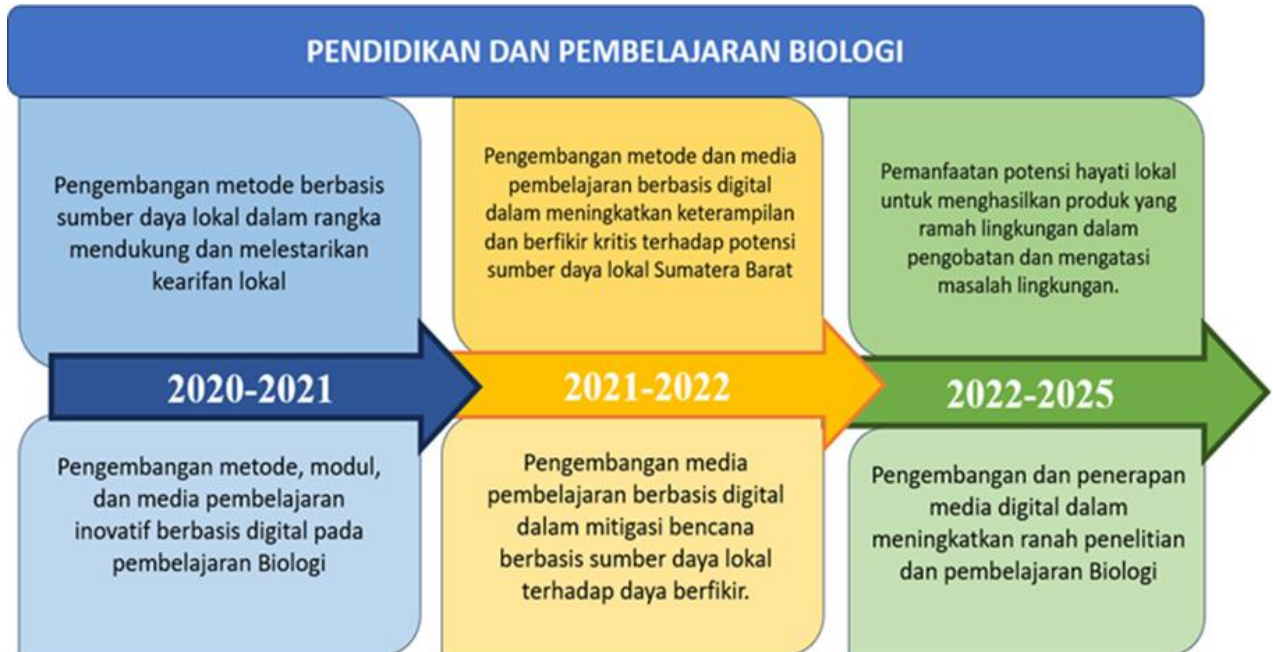 PENDIDIKAN DAN PEMBELAJARAN BIOLOGI
Pengembangan metode berbasis
sumber daya lokal dalam rangka
mendukung dan melestarikan
kearifan lokal
2020-2021
Pengembangan metode, modul,
dan media pembelajaran
inovatif berbasis digital pada
pembelajaran Biologi
Pengembangan metode dan media
pembelajaran berbasis digital
dalam meningkatkan keterampilan
dan berfikir kritis terhadap potensi
sumber daya lokal Sumatera Barat
2021-2022
Pengembangan media
pembelajaran berbasis digital
dalam mitigasi bencana
berbasis sumber daya lokal
terhadap daya berfikir.
Pemanfaatan potensi hayati lokal
untuk menghasilkan produk yang
ramah lingkungan dalam
pengobatan dan mengatasi
masalah lingkungan.
2022-2025
Pengembangan dan penerapan
media digital dalam
meningkatkan ranah penelitian
dan pembelajaran Biologi